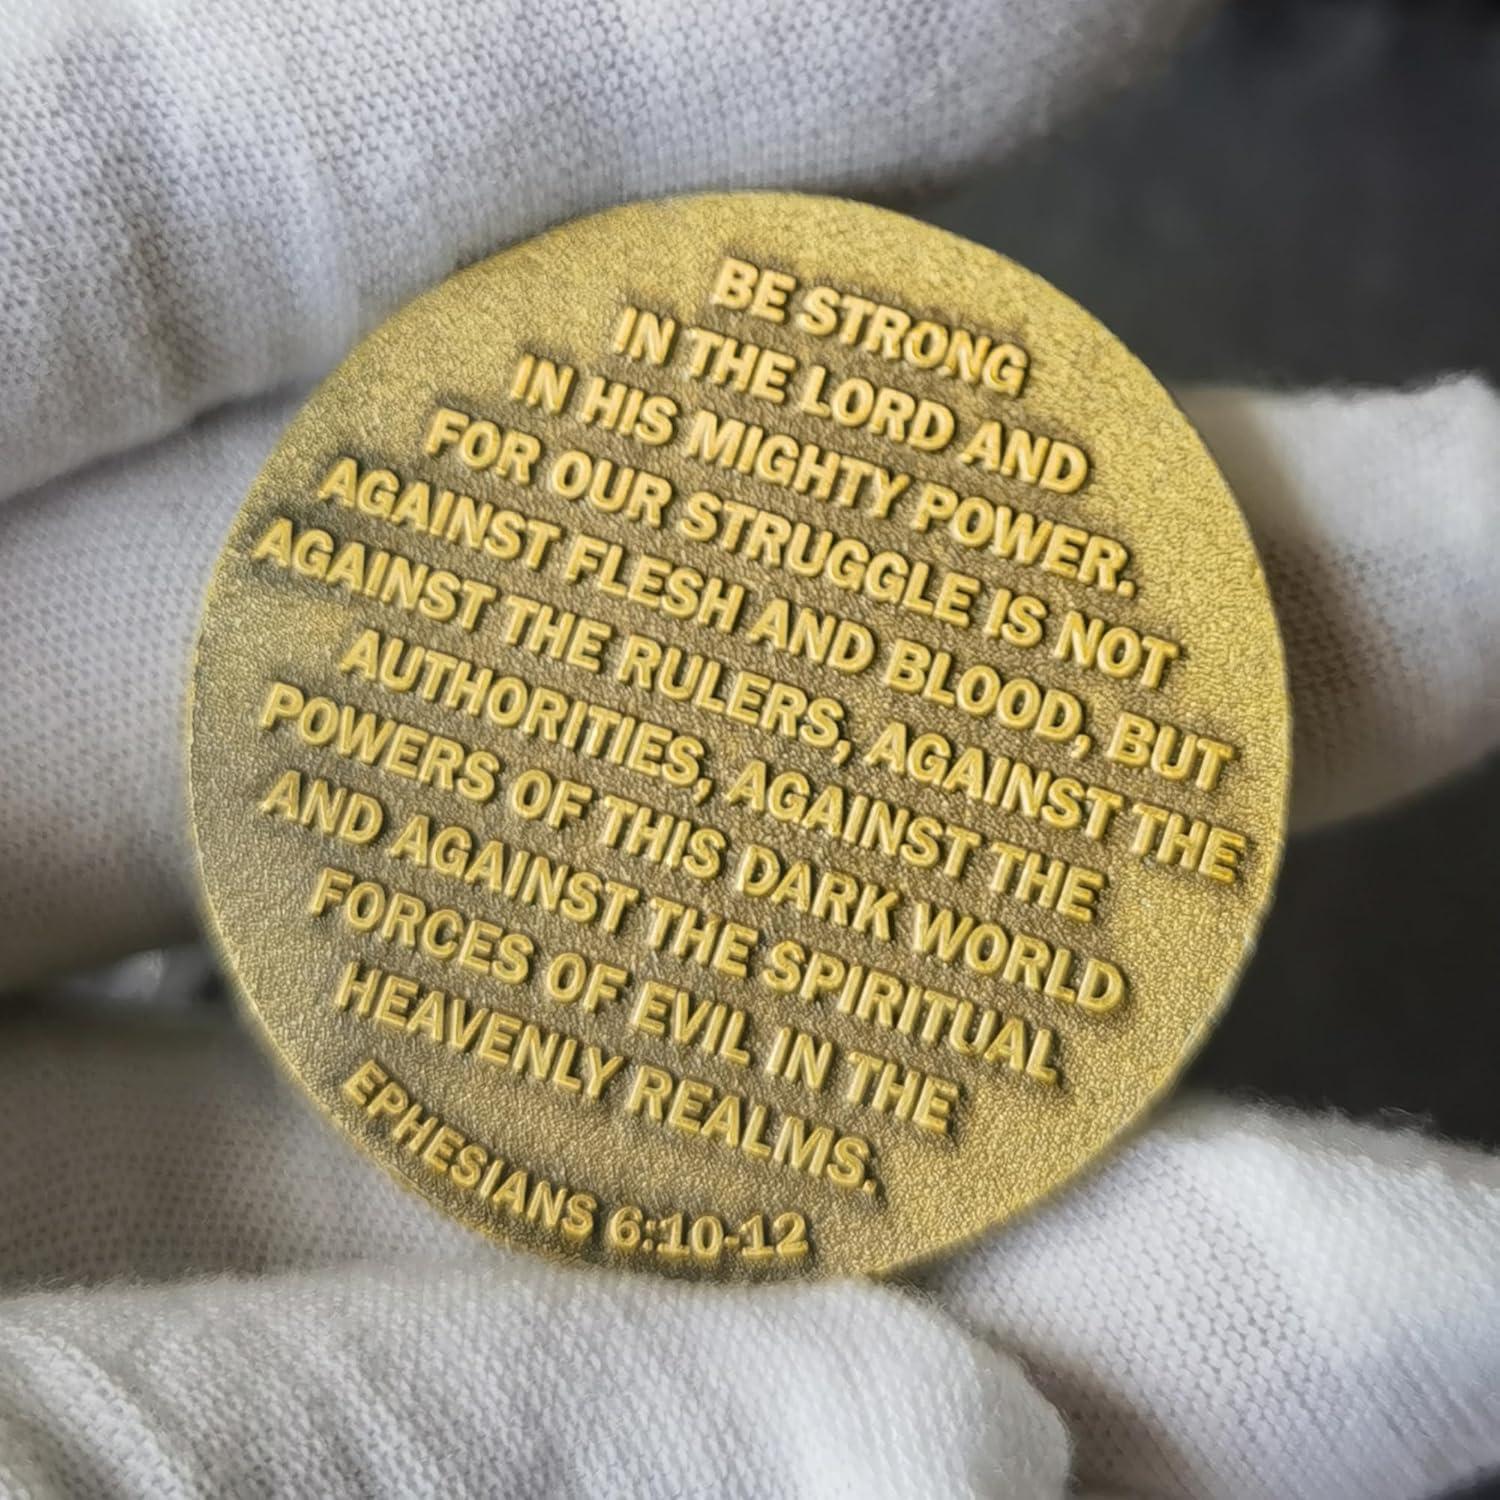 BE STRONG
IN THE LORD AND
IN HIS MIGHTY POWER.
FOR OUR STRUGGLE IS NOT
AGAINST FLESH AND BLOOD, BUT
AGAINST THE RULERS, AGAINST THE
AUTHORITIES, AGAINST THE
POWERS OF THIS DARK WORLD
AND AGAINST THE SPIRITUAL
FORCES OF EVIL IN THE
HEAVENLY REALMS.
EPHESIANS 6:10-12